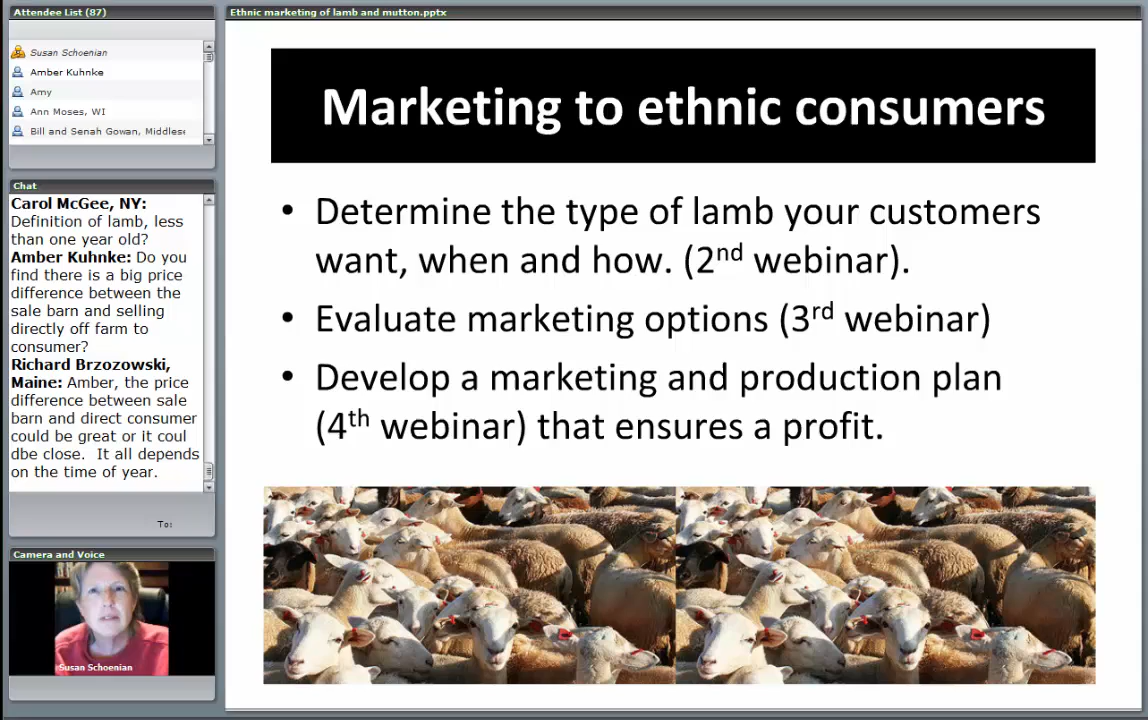 Attendee List (87)
Susan Schoenian
Amber Kuhnke
Amy
Ann Moses, WI
Bill and Senah Gowan, Middlese
Chat
Carol McGee, NY:
Definition of lamb, less
than one year old?
Amber Kuhnke: Do you
find there is a big price
difference between the
sale barn and selling
directly off farm to
consumer?
Richard Brzozowski,
Maine: Amber, the price
difference between sale
barn and direct consumer
could be great or it coul
dbe close.  It all depends
on the time of year.
To:
Camera and Voice
Susan Schoenian
Ethnic marketing of lamb and mutton.pptx
Marketing to ethnic consumers
• Determine the type of lamb your customers
want, when and how. (2nd webinar).
• Evaluate marketing options (3rd webinar)
• Develop a marketing and production plan
(4th webinar) that ensures a profit.